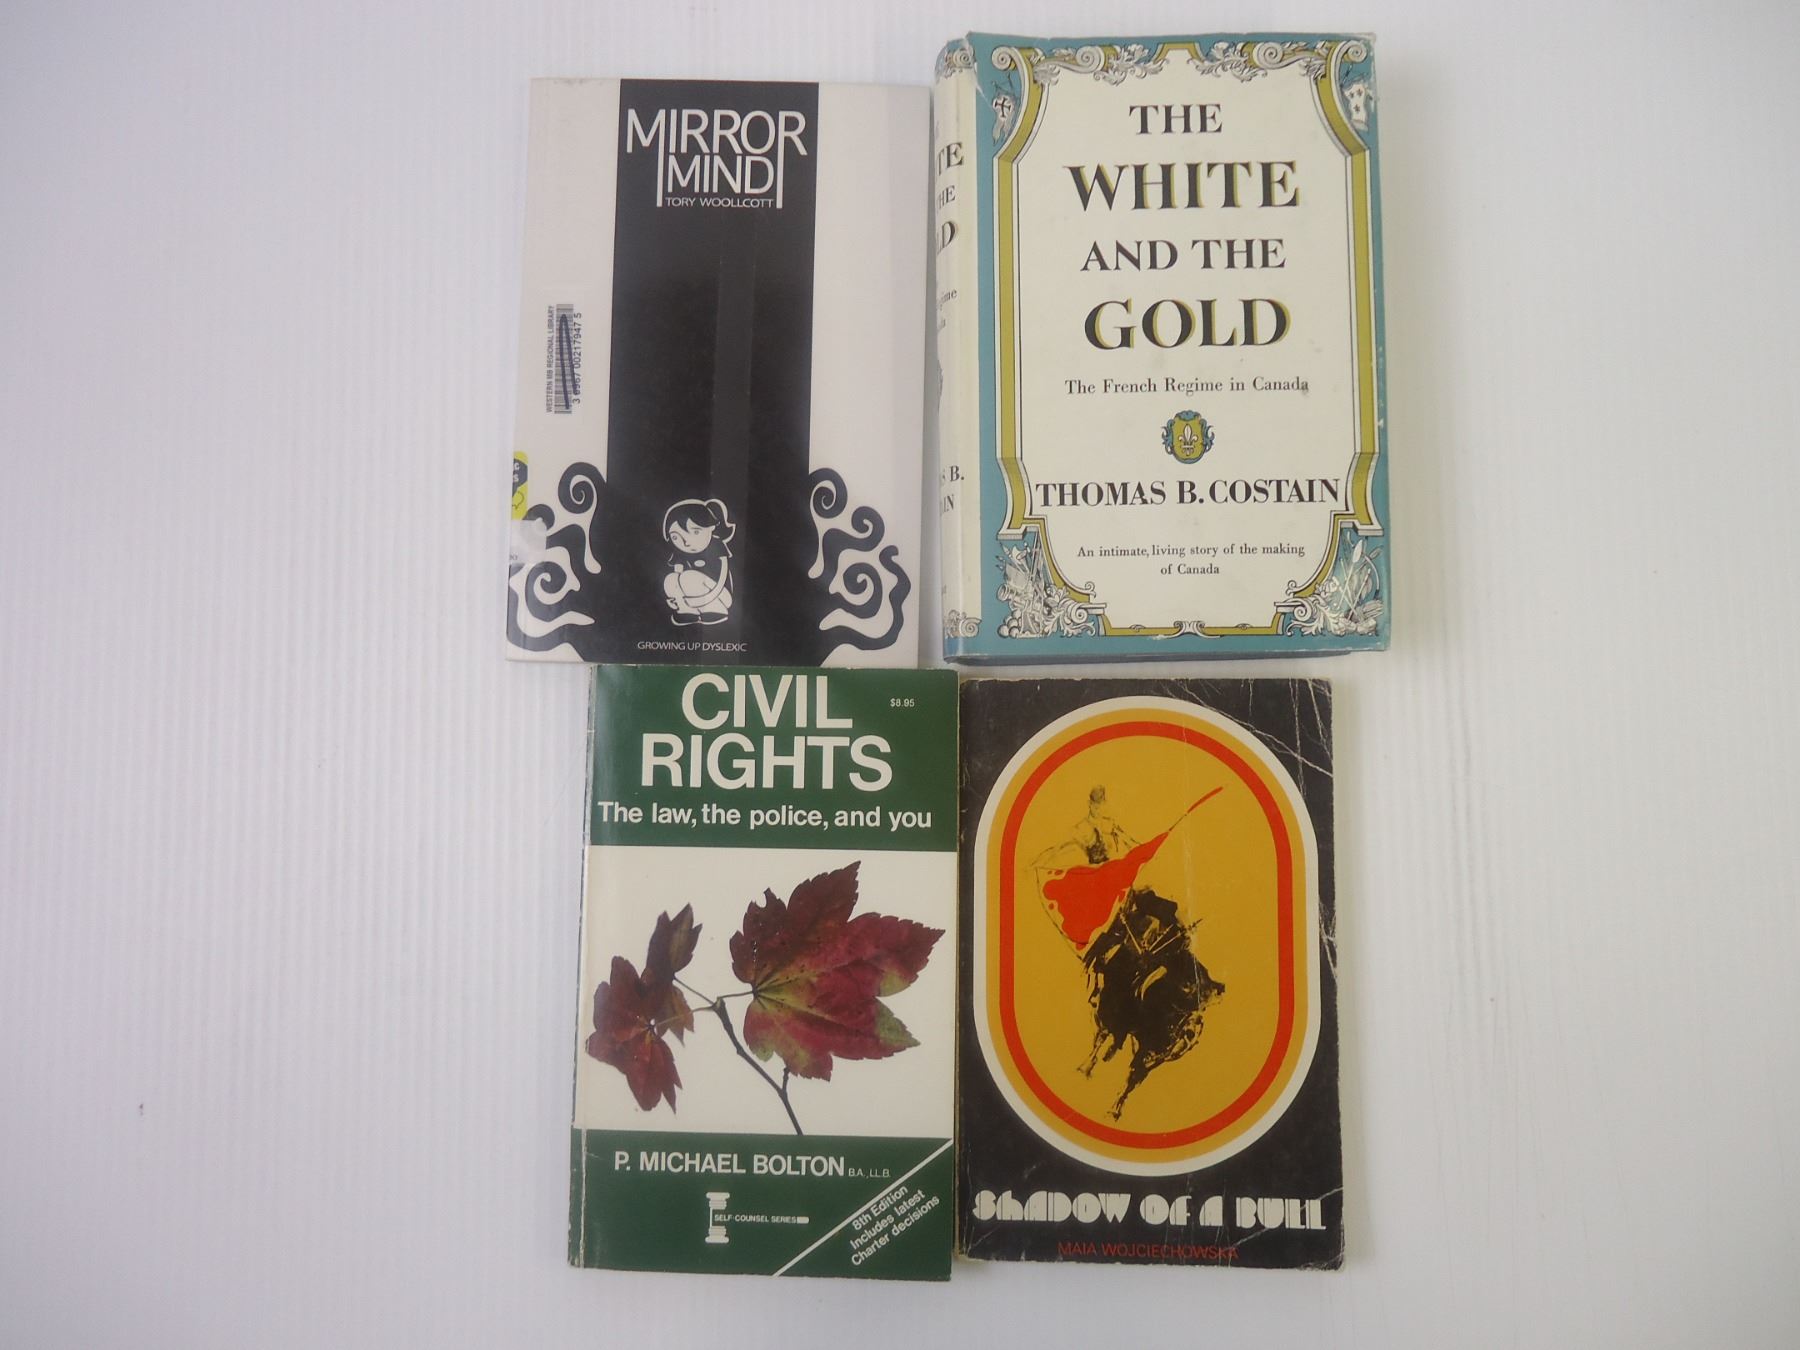 MIRROR
MIND
TORY WOOLLCOTT
WESTERN MB REGIONAL LIBRARY
3 6967 00217947 5
GROWING UP DYSLEXIC
THE
WHITE
AND THE
GOLD
The French Regime in Canada
THOMAS B. COSTAIN
An intimate, living story of the making
of Canada
CIVIL
$8.95
RIGHTS
The law, the police, and you
P. MICHAEL BOLTON B.A., LL.B.
SELF-COUNSEL SERIES
8th Edition
Includes latest
Charter decisions
SHADOW OF A BULL
MAIA WOJCIECHOWSKA